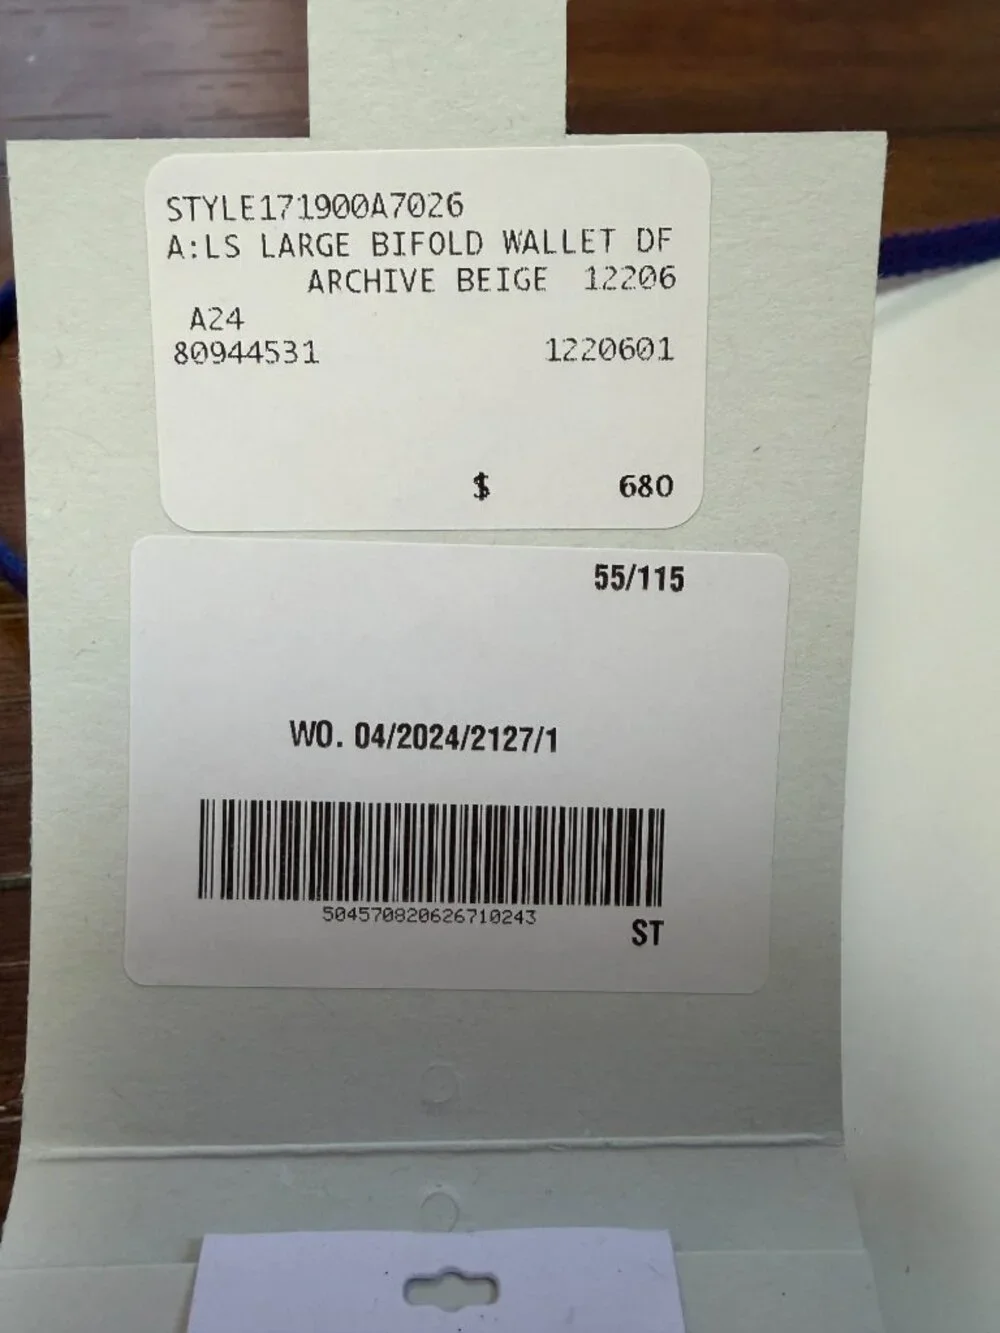 STYLE171900A7026
A:LS LARGE BIFOLD WALLET DF
ARCHIVE BEIGE 12206
A24
80944531 1220601
$ 680
55/115
WO. 04/2024/2127/1
504570820626710243
ST